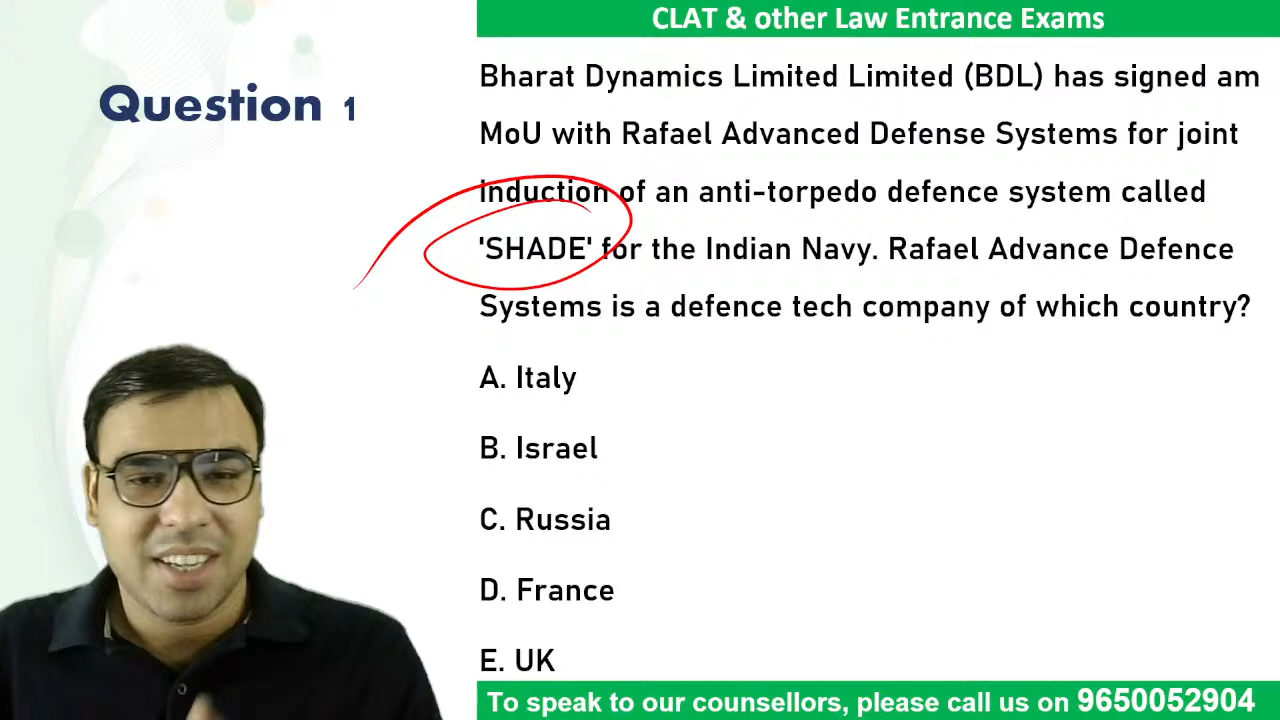 CLAT & other Law Entrance Exams
Question 1
Bharat Dynamics Limited Limited (BDL) has signed am
MoU with Rafael Advanced Defense Systems for joint
induction of an anti-torpedo defence system called
'SHADE' for the Indian Navy. Rafael Advance Defence
Systems is a defence tech company of which country?
A. Italy
B. Israel
C. Russia
D. France
E. UK
To speak to our counsellors, please call us on 9650052904